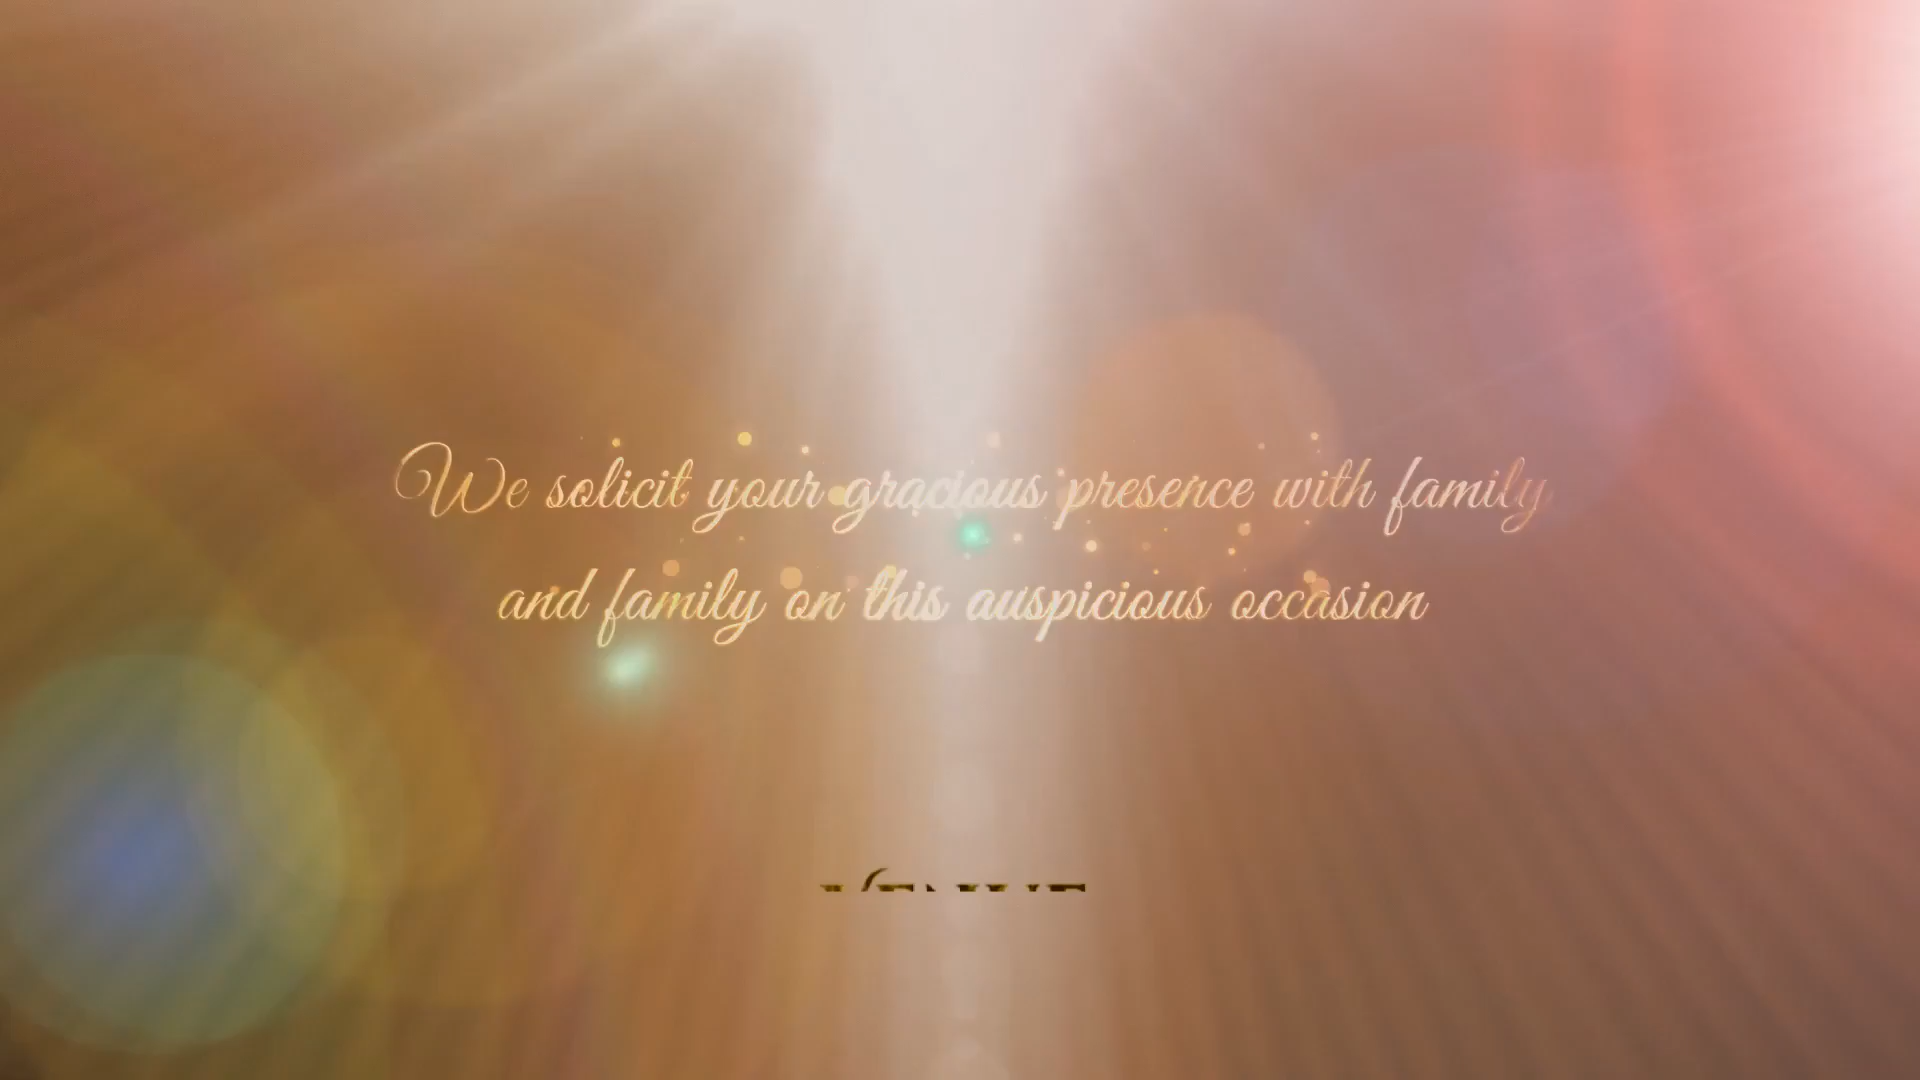 We solicit your gracious presence with family
and family on this auspicious occasion